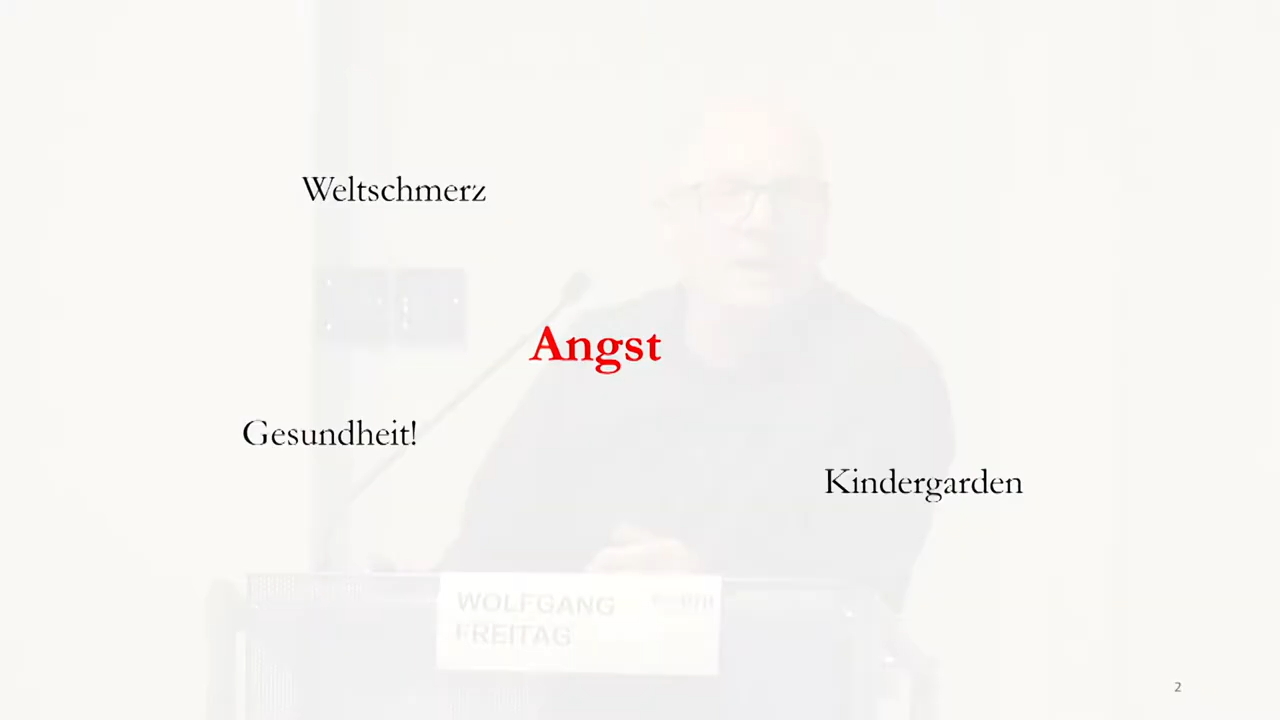 Weltschmerz
Angst
Gesundheit!
Kindergarden
WOLFGANG
FREITAG
2